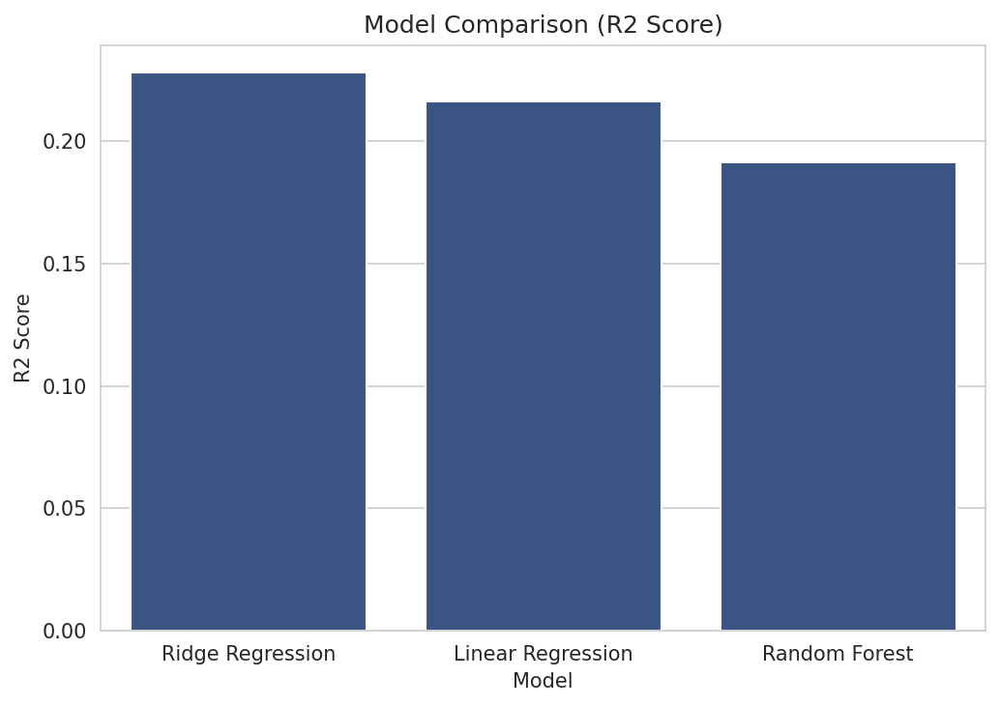 Model Comparison (R2 Score)
R2 Score
0.20
0.15
0.10
0.05
0.00
Ridge Regression
Linear Regression
Random Forest
Model